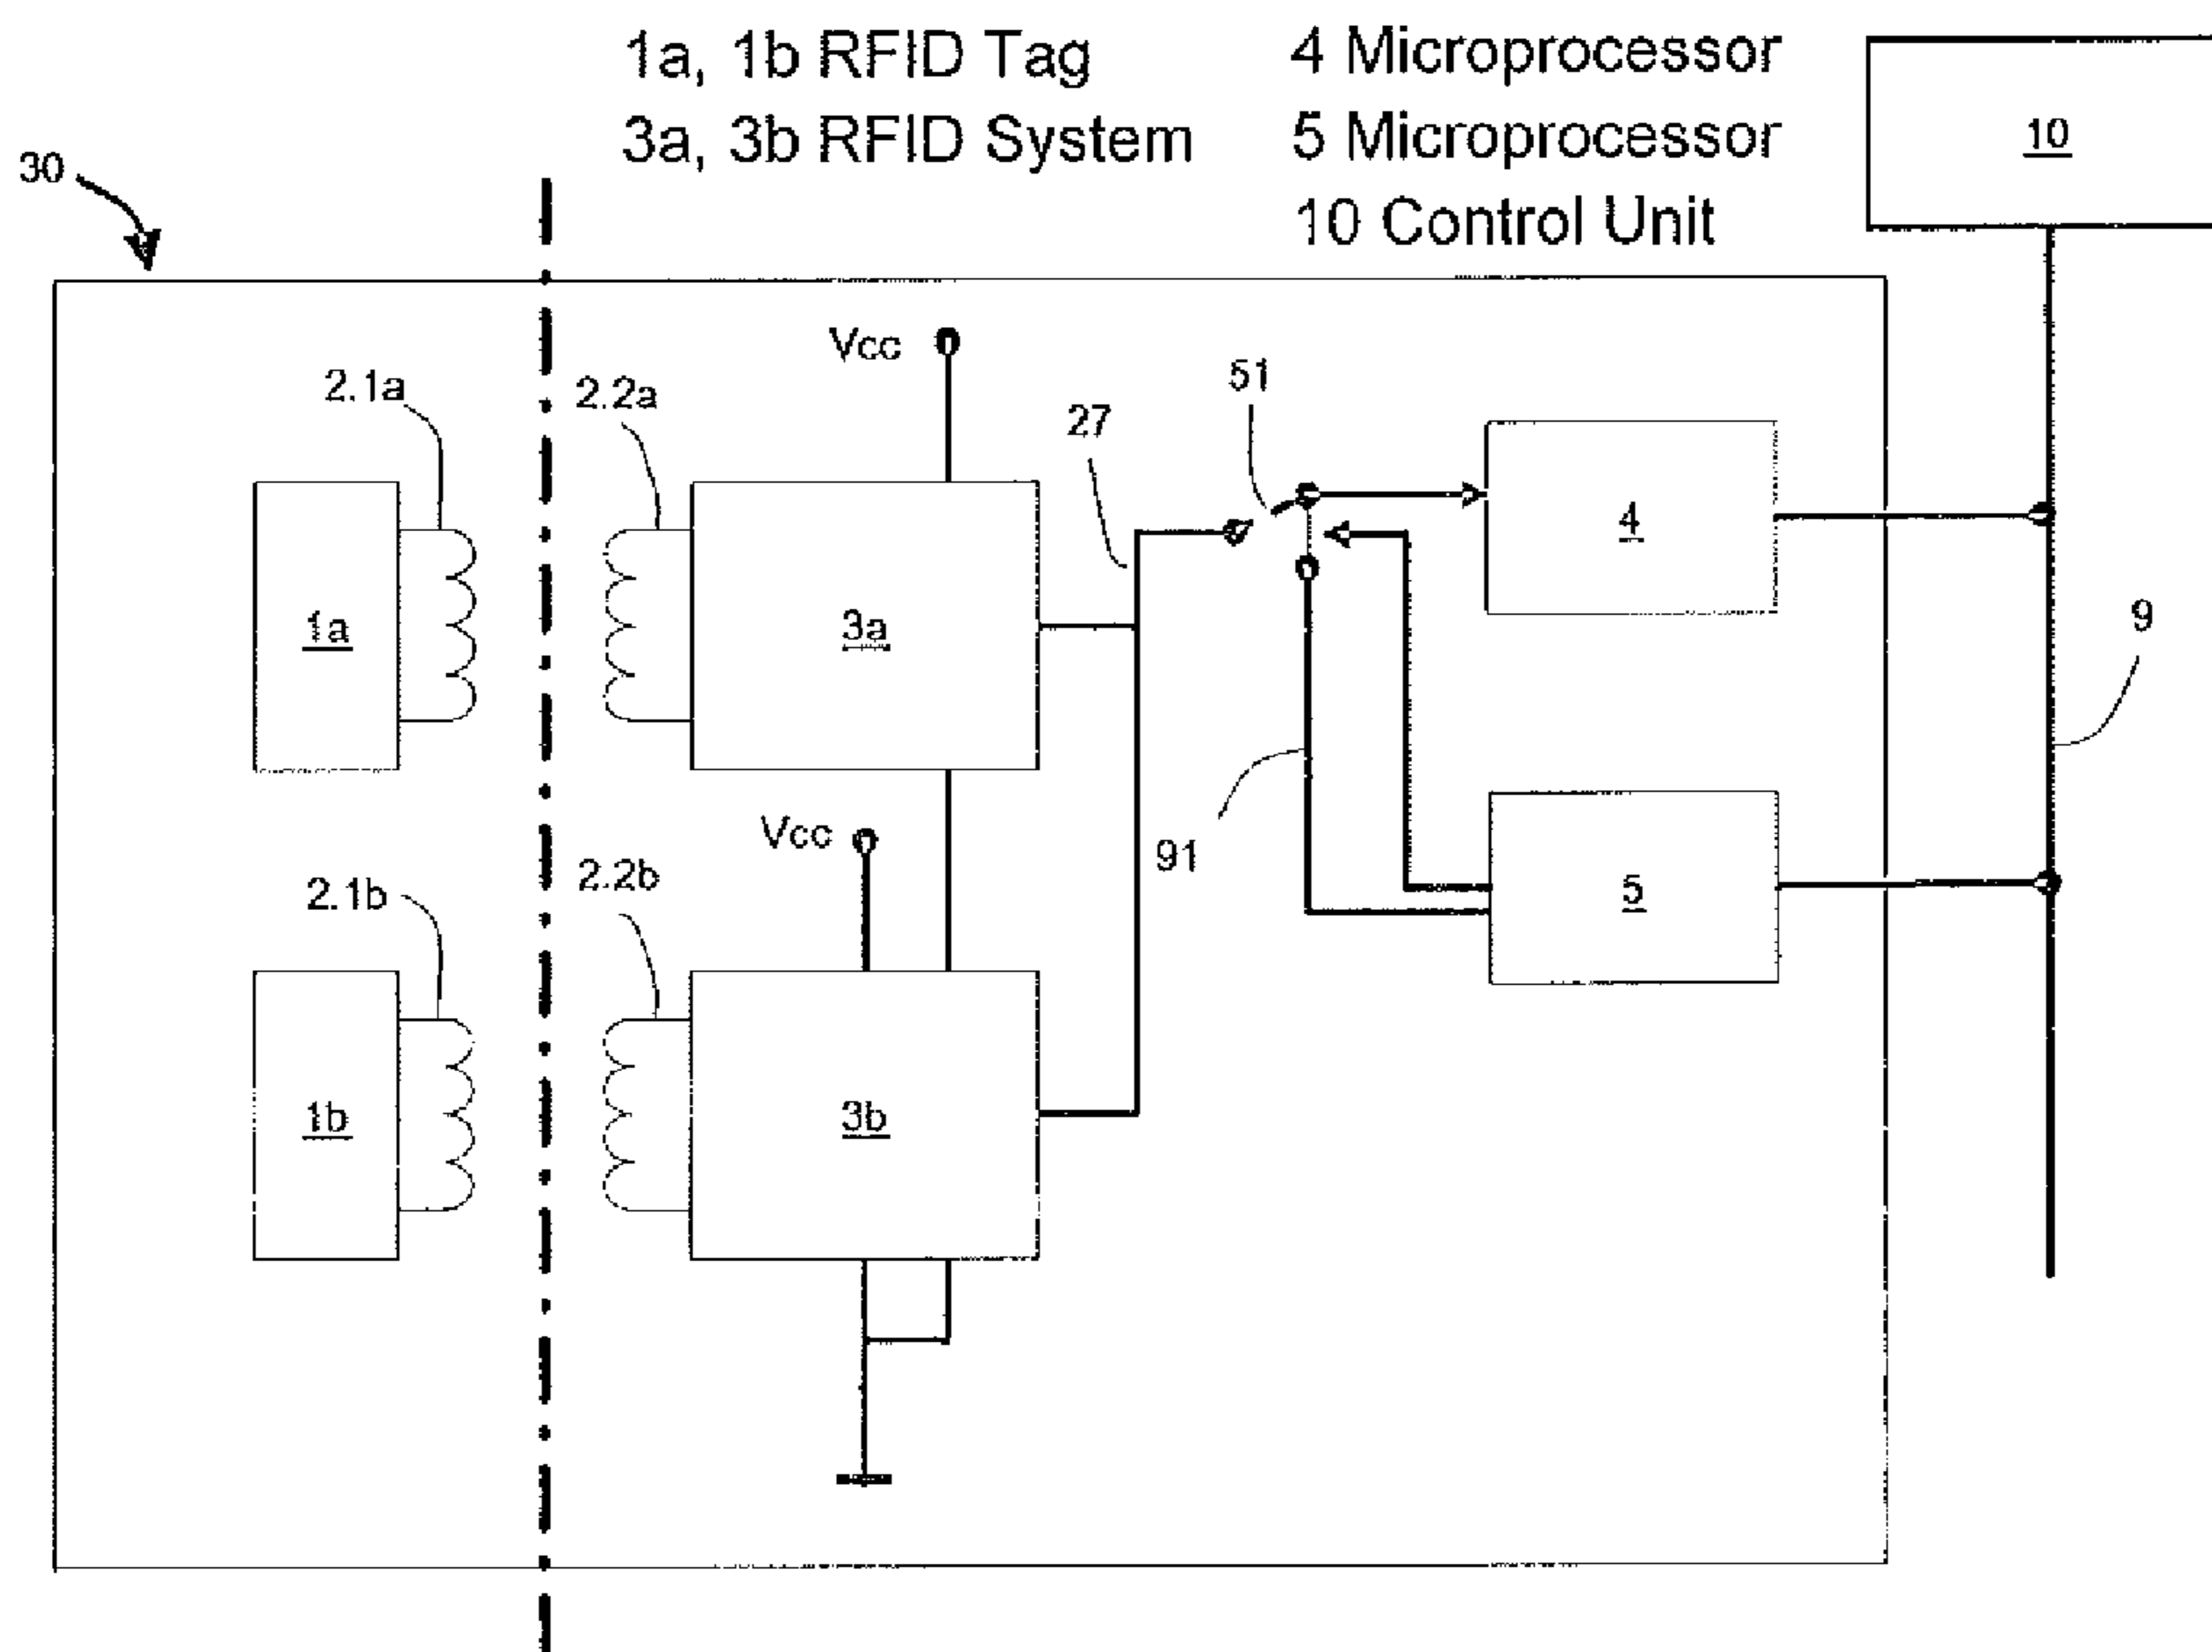 1a, 1b RFID Tag
3a, 3b RFID System
4 Microprocessor
5 Microprocessor
10 Control Unit
10
30
Vcc
2.1a
2.2a
27
51
1a
3a
4
9
Vcc
2.1b
2.2b
91
5
1b
3b